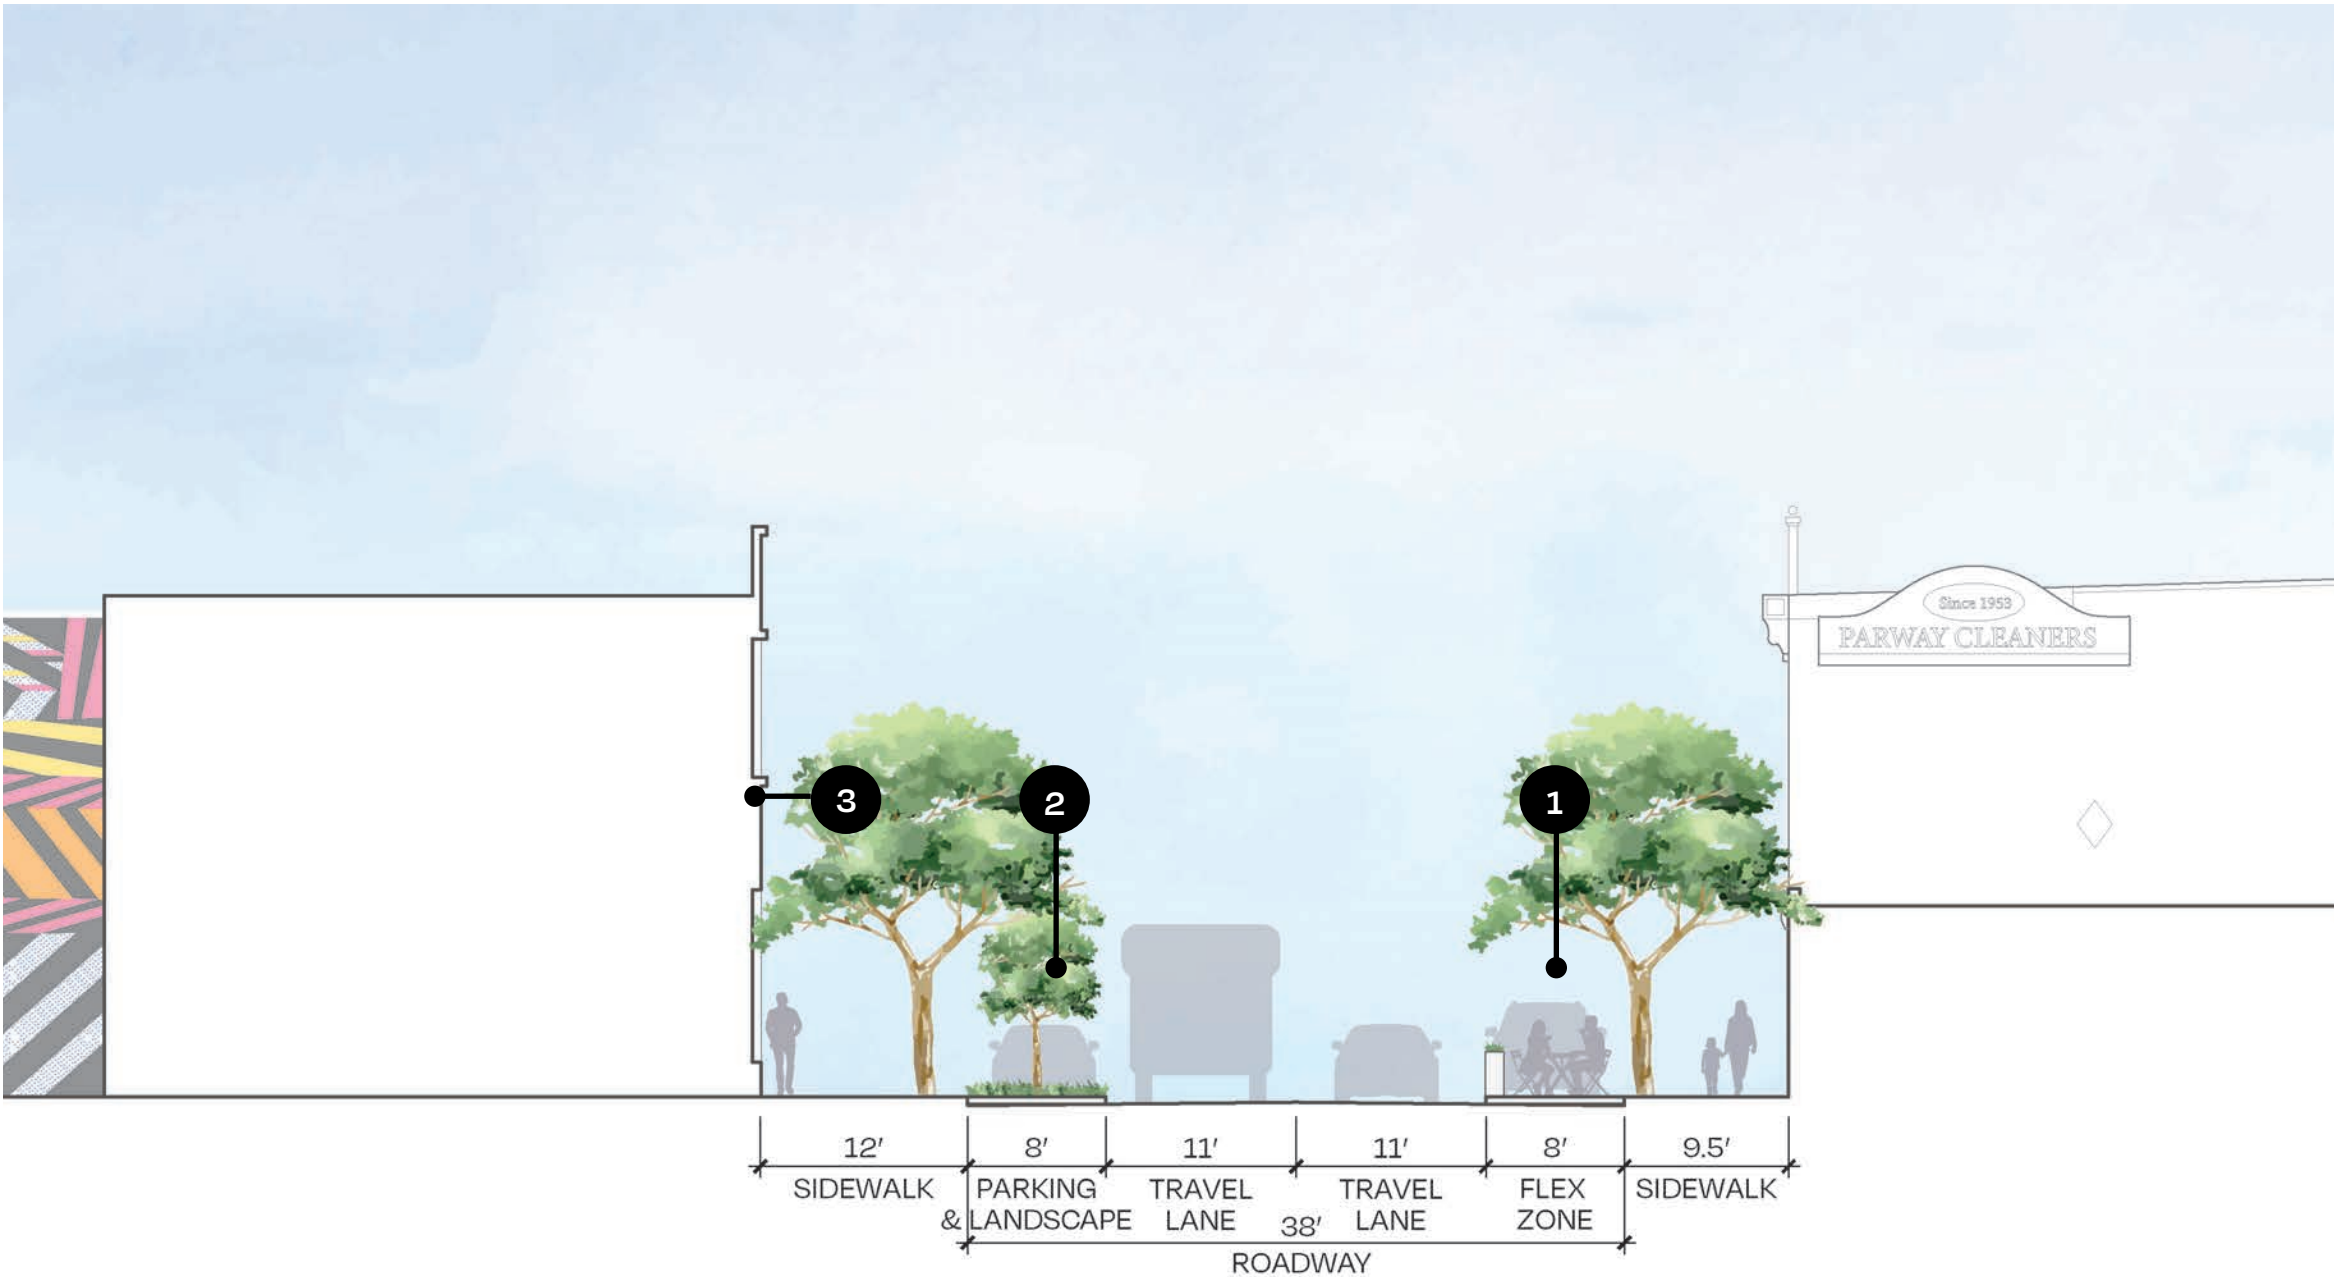 Since 1953
PARWAY CLEANERS
3
2
1
12'
8'
11'
11'
8'
9.5'
SIDEWALK
PARKING
& LANDSCAPE
TRAVEL
LANE
TRAVEL
LANE
FLEX
ZONE
SIDEWALK
38'
ROADWAY